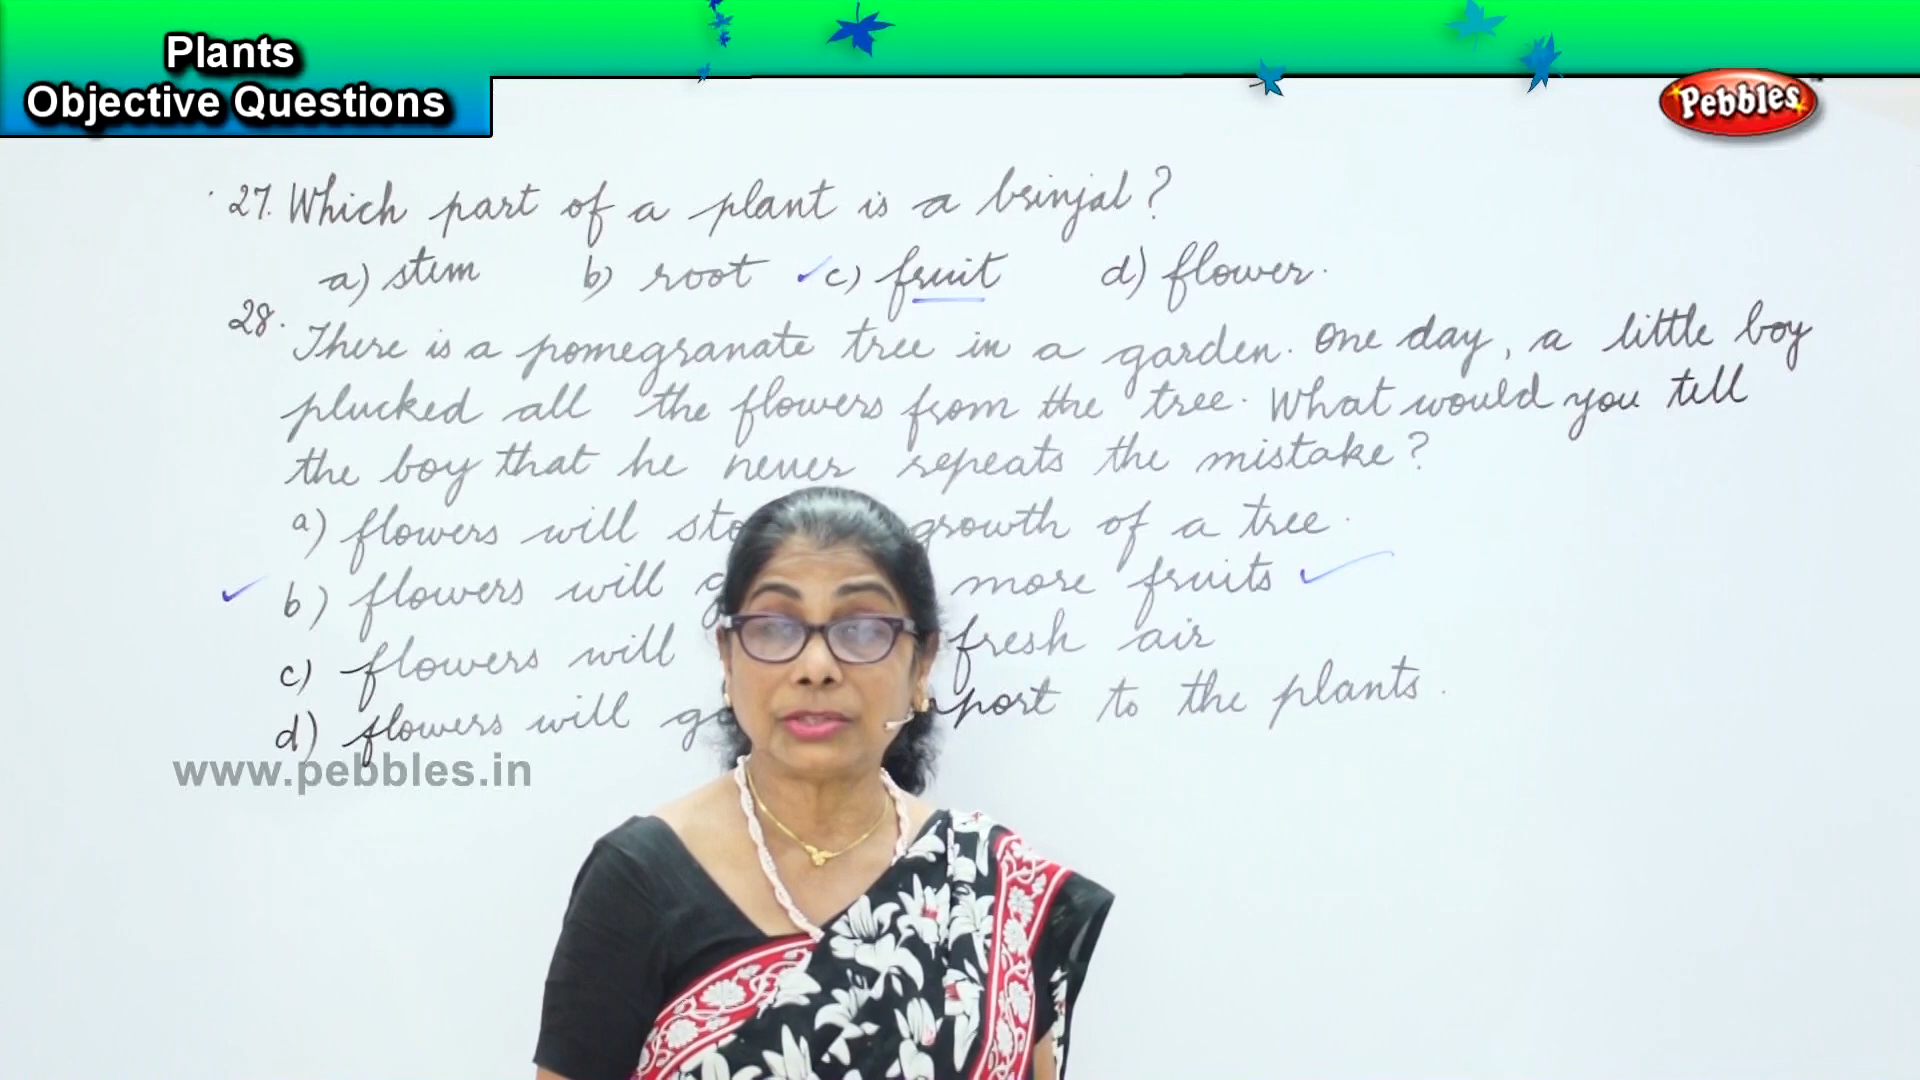 Plants
Objective Questions
Pebbles
27. Which part of a plant is a brinjal?
a) stem b) root ✓ c) fruit d) flower.
28. There is a pomegranate tree in a garden. One day, a little boy
plucked all the flowers from the tree. What would you tell
the boy that he never repeats the mistake?
a) flowers will growth of a tree.
✓ b) flowers will more fruits ✓
c) flowers will fresh air
d) flowers will to the plants.
www.pebbles.in